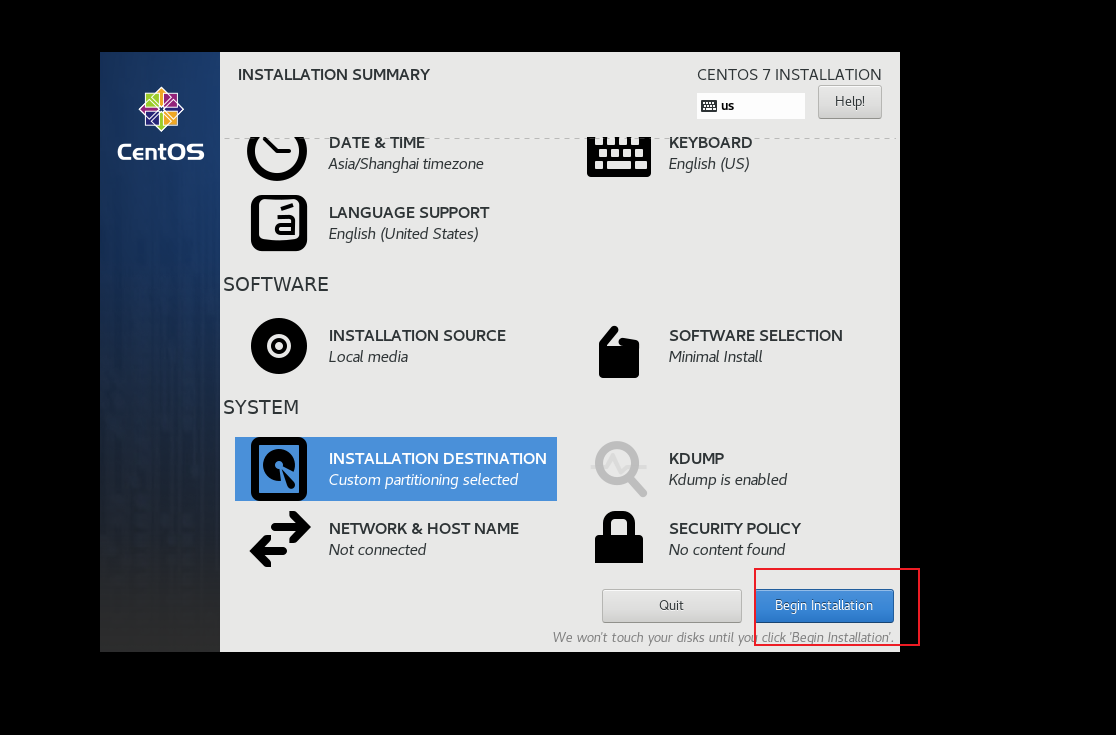 INSTALLATION SUMMARY
CENTOS 7 INSTALLATION
us
Help!
CentOS
DATE & TIME
Asia/Shanghai timezone
KEYBOARD
English (US)
á
LANGUAGE SUPPORT
English (United States)
SOFTWARE
INSTALLATION SOURCE
Local media
SOFTWARE SELECTION
Minimal Install
SYSTEM
INSTALLATION DESTINATION
Custom partitioning selected
KDUMP
Kdump is enabled
NETWORK & HOST NAME
Not connected
SECURITY POLICY
No content found
Quit
Begin Installation
We won't touch your disks until you click 'Begin Installation'.